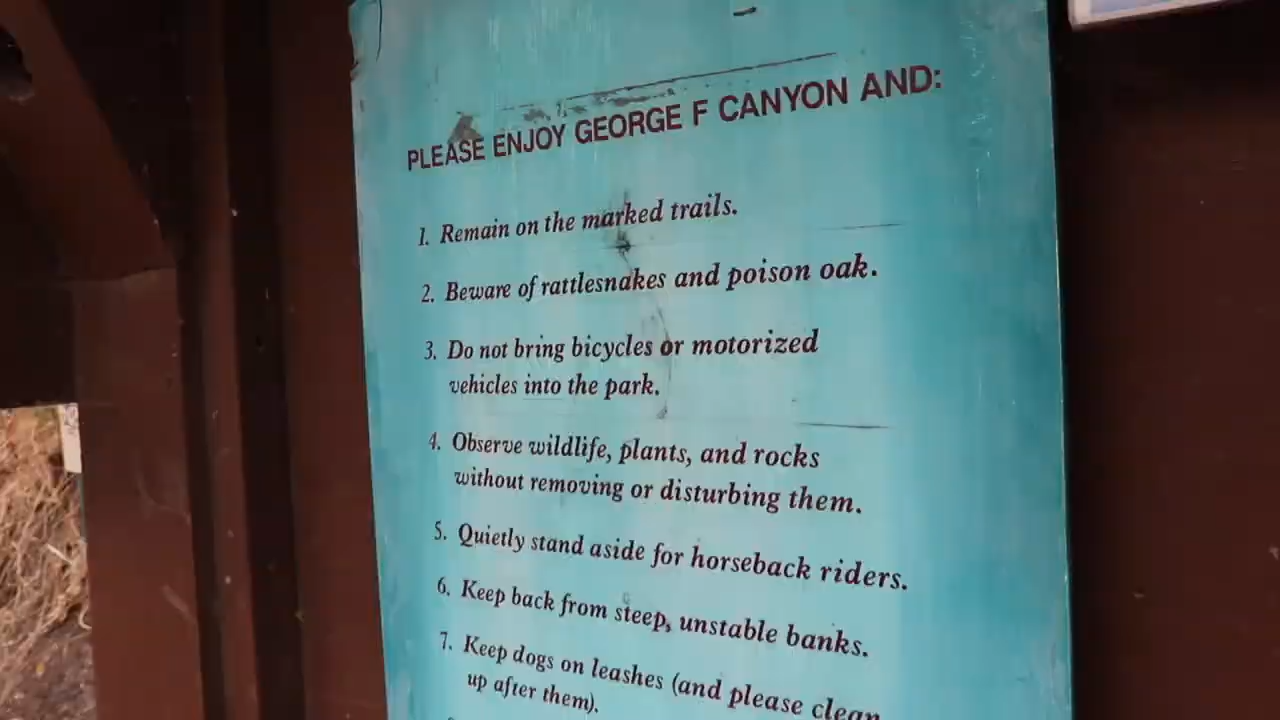 PLEASE ENJOY GEORGE F CANYON AND:
1. Remain on the marked trails.
2. Beware of rattlesnakes and poison oak.
3. Do not bring bicycles or motorized
vehicles into the park.
4. Observe wildlife, plants, and rocks
without removing or disturbing them.
5. Quietly stand aside for horseback riders.
6. Keep back from steep, unstable banks.
7. Keep dogs on leashes (and please clean
up after them).